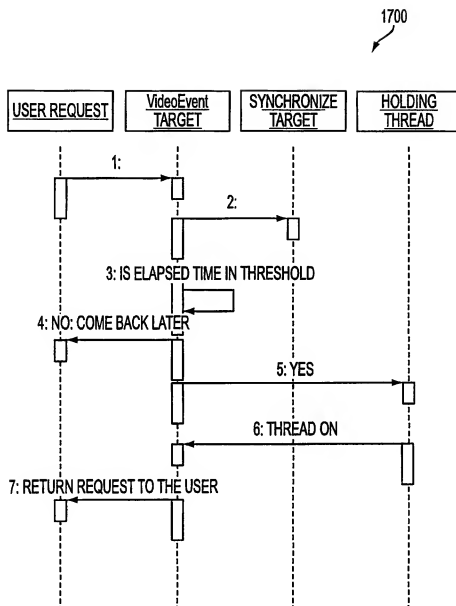 1700
USER REQUEST
VideoEvent
TARGET
SYNCHRONIZE
TARGET
HOLDING
THREAD
1:
2:
3: IS ELAPSED TIME IN THRESHOLD
4: NO: COME BACK LATER
5: YES
6: THREAD ON
7: RETURN REQUEST TO THE USER